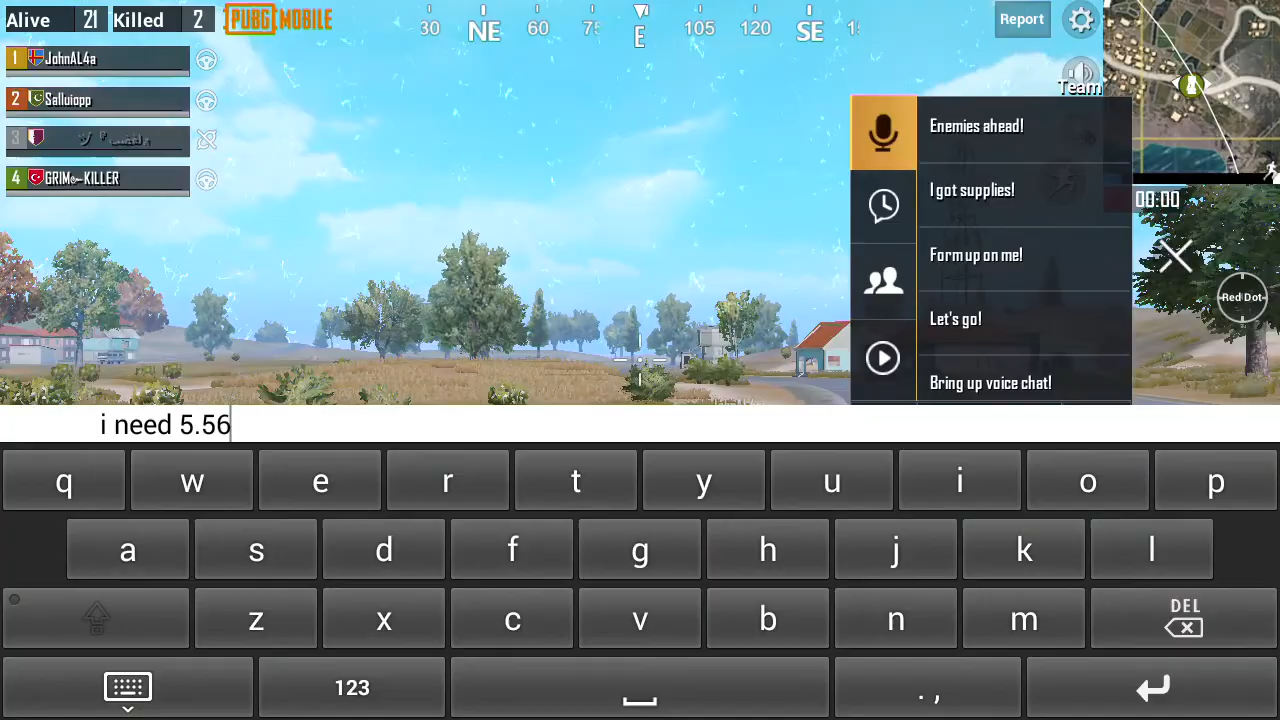 Alive 21 Killed 2 PUBG MOBILE
30 NE 60 75 E 105 120 SE
Report
1 JohnAL4a
2 Salluiopp
3
4 GRIM KILLER
Team
Enemies ahead!
I got supplies!
Form up on me!
Let's go!
Bring up voice chat!
00:00
Red Dot
i need 5.56
q w e r t y u i o p
a s d f g h j k l
z x c v b n m DEL
123 . ,